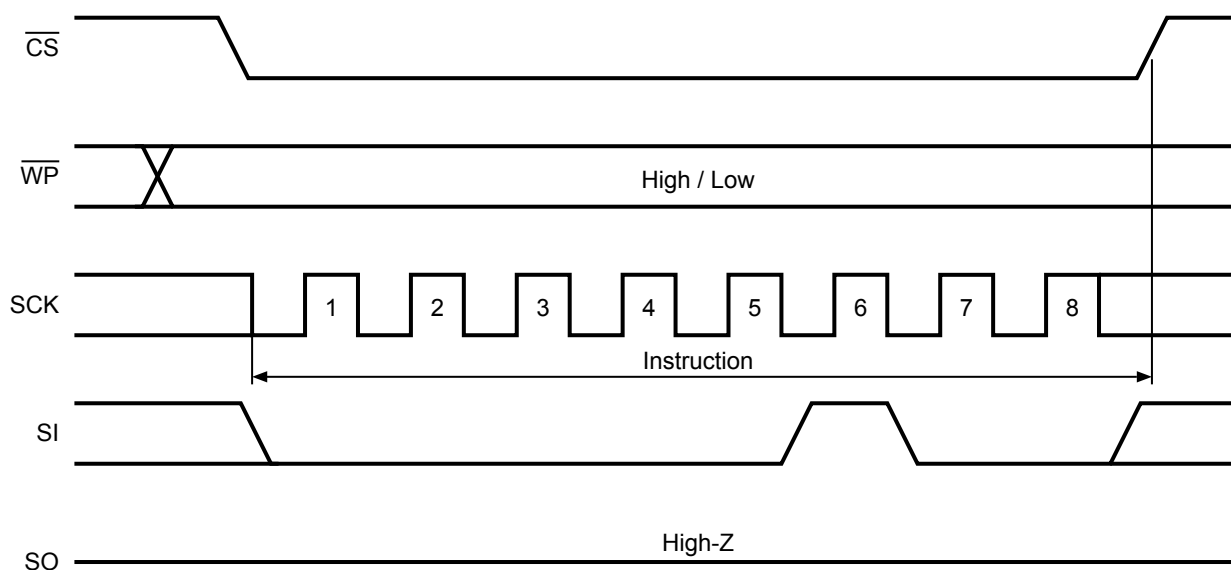 CS
WP
High / Low
SCK
1 2 3 4 5 6 7 8
Instruction
SI
High-Z
SO